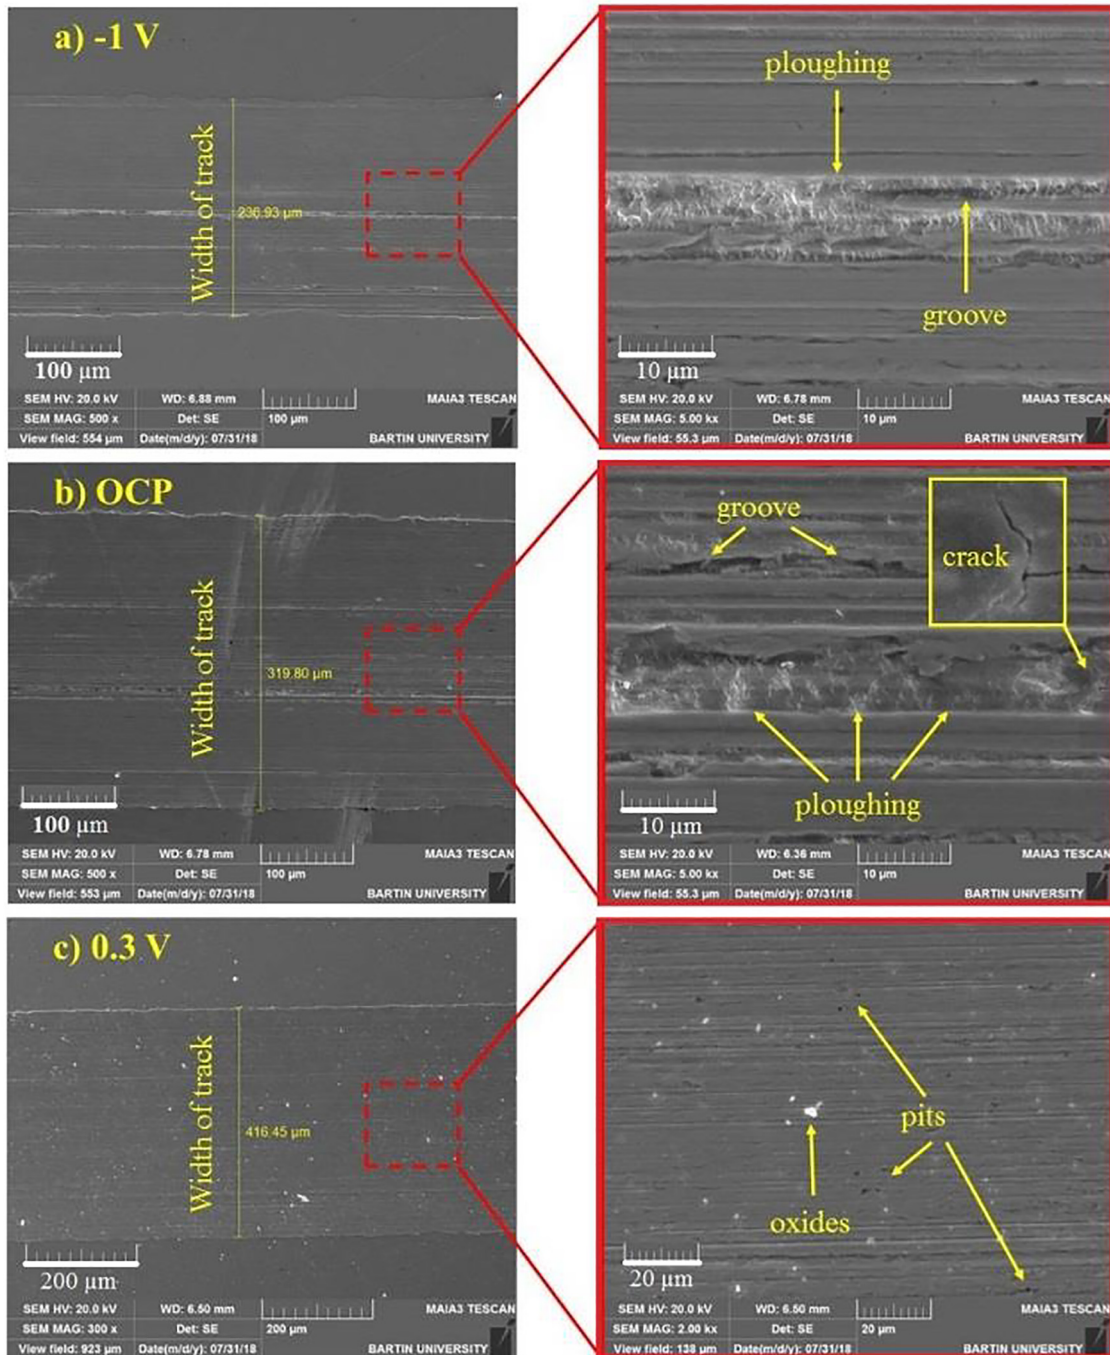 a) -1 V
Width of track
236.93 µm
100 µm
SEM HV: 20.0 kV WD: 6.88 mm MAIA3 TESCAN
SEM MAG: 500 x Det: SE 100 µm
View field: 554 µm Date(m/d/y): 07/31/18 BARTIN UNIVERSITY
ploughing
groove
10 µm
SEM HV: 20.0 kV WD: 6.78 mm MAIA3 TESCAN
SEM MAG: 5.00 kx Det: SE 10 µm
View field: 55.3 µm Date(m/d/y): 07/31/18 BARTIN UNIVERSITY
b) OCP
Width of track
319.80 µm
100 µm
SEM HV: 20.0 kV WD: 6.78 mm MAIA3 TESCAN
SEM MAG: 500 x Det: SE 100 µm
View field: 553 µm Date(m/d/y): 07/31/18 BARTIN UNIVERSITY
groove
crack
ploughing
10 µm
SEM HV: 20.0 kV WD: 6.36 mm MAIA3 TESCAN
SEM MAG: 5.00 kx Det: SE 10 µm
View field: 55.3 µm Date(m/d/y): 07/31/18 BARTIN UNIVERSITY
c) 0.3 V
Width of track
416.45 µm
200 µm
SEM HV: 20.0 kV WD: 6.50 mm MAIA3 TESCAN
SEM MAG: 300 x Det: SE 200 µm
View field: 923 µm Date(m/d/y): 07/31/18 BARTIN UNIVERSITY
pits
oxides
20 µm
SEM HV: 20.0 kV WD: 6.50 mm MAIA3 TESCAN
SEM MAG: 2.00 kx Det: SE 20 µm
View field: 138 µm Date(m/d/y): 07/31/18 BARTIN UNIVERSITY